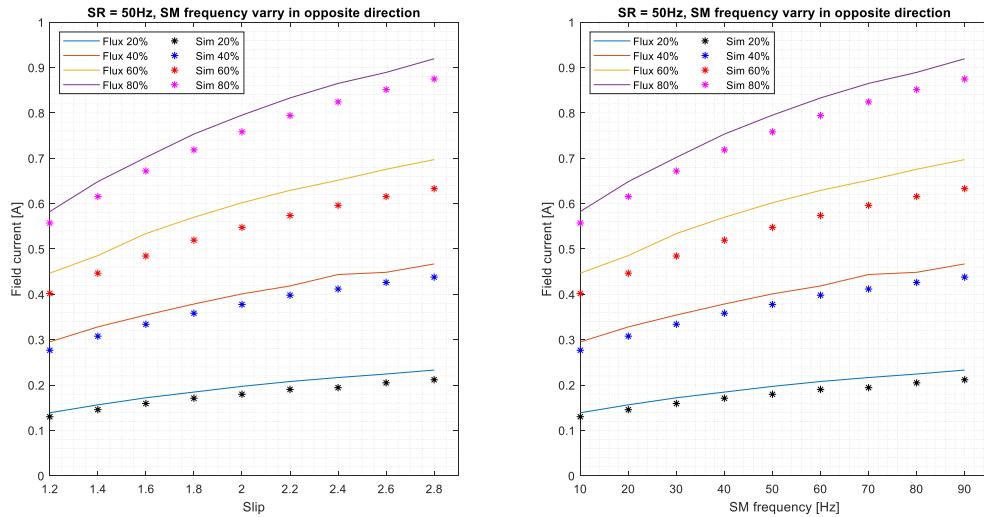 SR = 50Hz, SM frequency varry in opposite direction
Flux 20%
Flux 40%
Flux 60%
Flux 80%
Sim 20%
Sim 40%
Sim 60%
Sim 80%
Field current [A]
1
0.9
0.8
0.7
0.6
0.5
0.4
0.3
0.2
0.1
0
1.2 1.4 1.6 1.8 2 2.2 2.4 2.6 2.8
Slip
SR = 50Hz, SM frequency varry in opposite direction
Flux 20%
Flux 40%
Flux 60%
Flux 80%
Sim 20%
Sim 40%
Sim 60%
Sim 80%
Field current [A]
1
0.9
0.8
0.7
0.6
0.5
0.4
0.3
0.2
0.1
0
10 20 30 40 50 60 70 80 90
SM frequency [Hz]